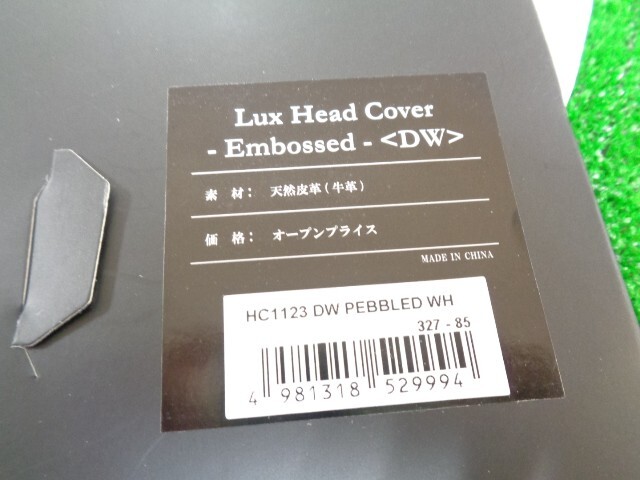 Lux Head Cover
- Embossed - <DW>
素 材： 天然皮革（牛革）
価 格： オープンプライス
MADE IN CHINA
HC1123 DW PEBBLED WH
327 - 85
4 981318 529994